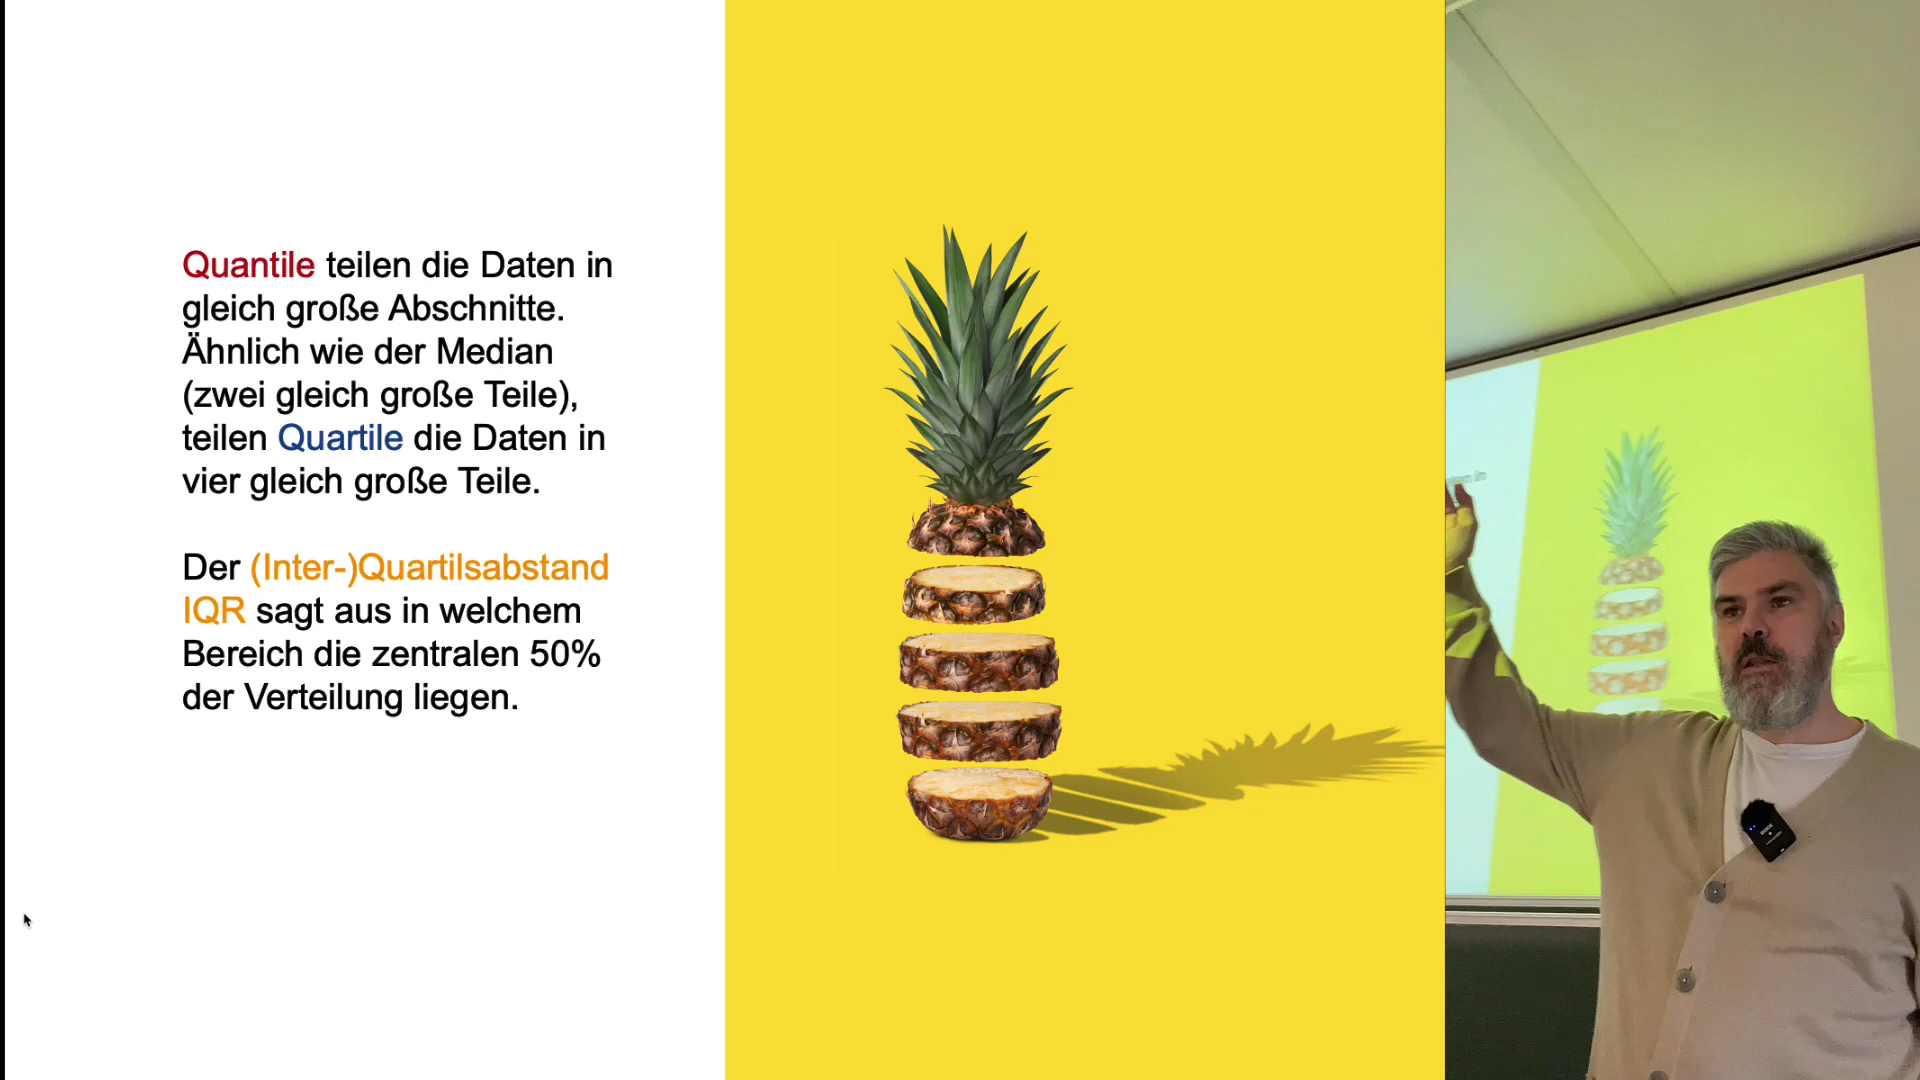 Quantile teilen die Daten in
gleich große Abschnitte.
Ähnlich wie der Median
(zwei gleich große Teile),
teilen Quartile die Daten in
vier gleich große Teile.
Der (Inter-)Quartilsabstand
IQR sagt aus in welchem
Bereich die zentralen 50%
der Verteilung liegen.